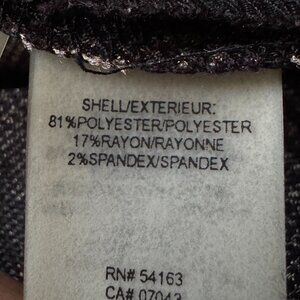 SHELL/EXTERIEUR:
81%POLYESTER/POLYESTER
17%RAYON/RAYONNE
2%SPANDEX/SPANDEX
RN# 54163
CA# 07043